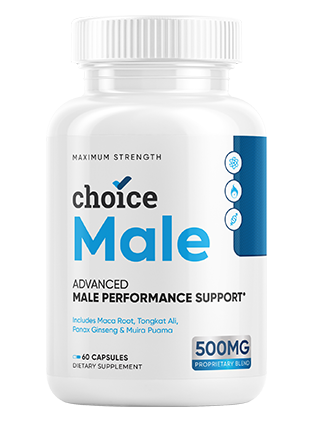 MAXIMUM STRENGTH
choice
Male
ADVANCED
MALE PERFORMANCE SUPPORT*
Includes Maca Root, Tongkat Ali,
Panax Ginseng & Muira Puama
60 CAPSULES
DIETARY SUPPLEMENT
500MG
PROPRIETARY BLEND